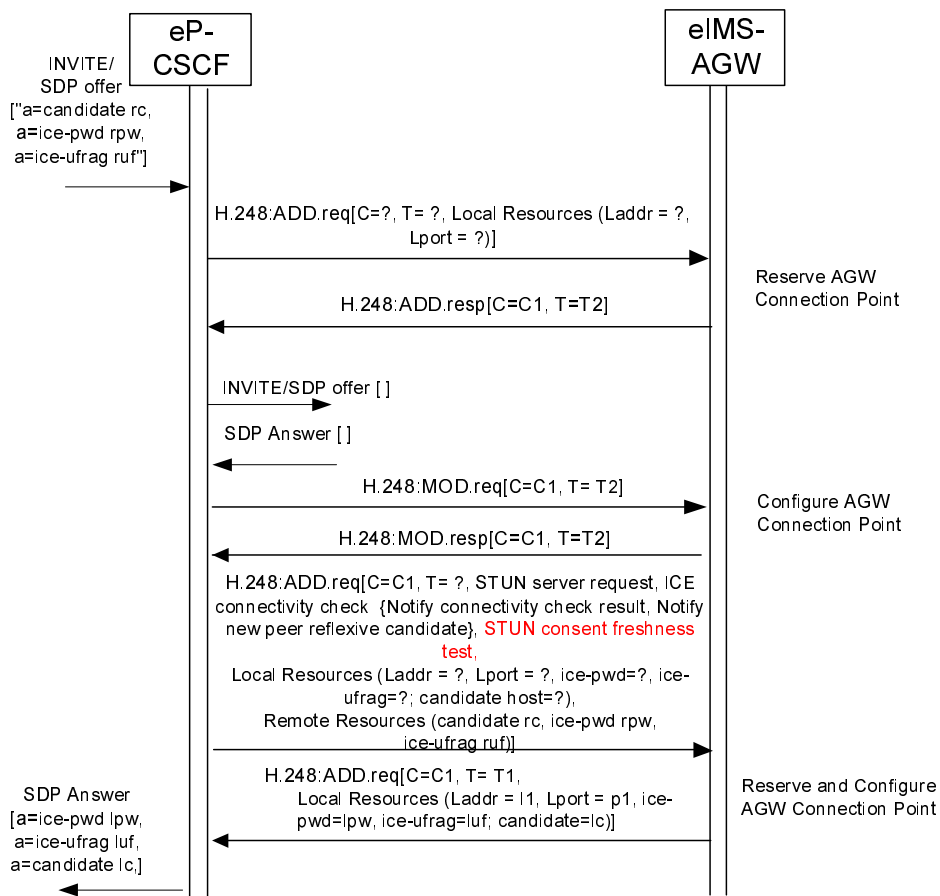 eP-
CSCF
eIMS-
AGW
INVITE/
SDP offer
["a=candidate rc,
a=ice-pwd rpw,
a=ice-ufrag ruf"]
H.248:ADD.req[C=?, T= ?, Local Resources (Laddr = ?,
Lport = ?)]
Reserve AGW
Connection Point
H.248:ADD.resp[C=C1, T=T2]
INVITE/SDP offer [ ]
SDP Answer [ ]
H.248:MOD.req[C=C1, T= T2]
Configure AGW
Connection Point
H.248:MOD.resp[C=C1, T=T2]
H.248:ADD.req[C=C1, T= ?, STUN server request, ICE
connectivity check {Notify connectivity check result, Notify
new peer reflexive candidate}, STUN consent freshness
test,
Local Resources (Laddr = ?, Lport = ?, ice-pwd=?, ice-
ufrag=?; candidate host=?),
Remote Resources (candidate rc, ice-pwd rpw,
ice-ufrag ruf)]
H.248:ADD.req[C=C1, T= T1,
Local Resources (Laddr = l1, Lport = p1, ice-
pwd=lpw, ice-ufrag=luf; candidate=lc)]
Reserve and Configure
AGW Connection Point
SDP Answer
[a=ice-pwd lpw,
a=ice-ufrag luf,
a=candidate lc,]